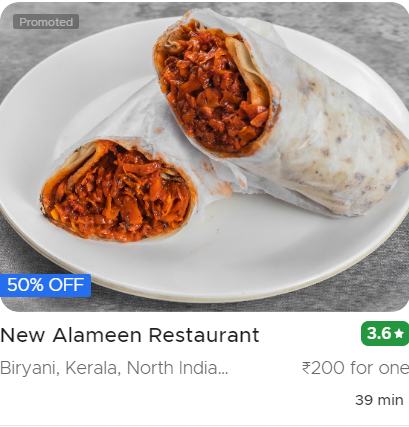 Promoted
50% OFF
New Alameen Restaurant
3.6★
Biryani, Kerala, North India...
₹200 for one
39 min